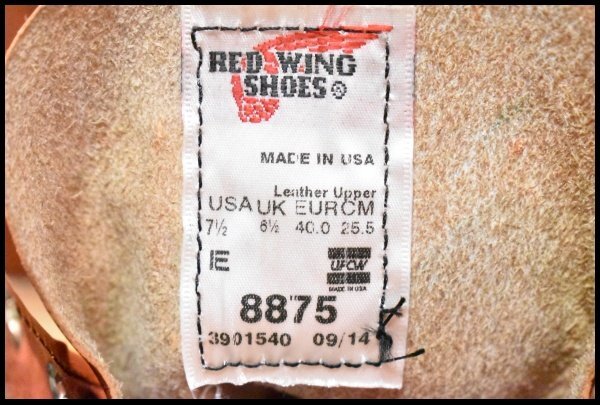 RED WING
SHOES®
MADE IN USA
Leather Upper
USA UK EUR CM
7½ 6½ 40.0 25.5
E
UFCW
MADE IN USA
8875
3901540 09/14